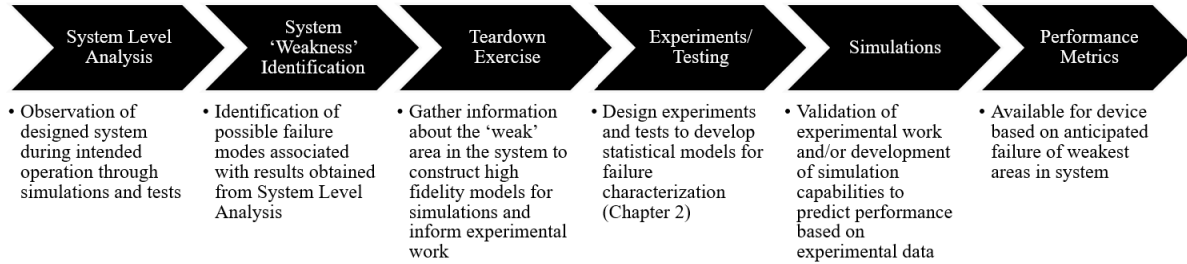 System Level
Analysis
System
‘Weakness’
Identification
Teardown
Exercise
Experiments/
Testing
Simulations
Performance
Metrics
• Observation of
designed system
during intended
operation through
simulations and tests
• Identification of
possible failure
modes associated
with results obtained
from System Level
Analysis
• Gather information
about the ‘weak’
area in the system to
construct high
fidelity models for
simulations and
inform experimental
work
• Design experiments
and tests to develop
statistical models for
failure
characterization
(Chapter 2)
• Validation of
experimental work
and/or development
of simulation
capabilities to
predict performance
based on
experimental data
• Available for device
based on anticipated
failure of weakest
areas in system